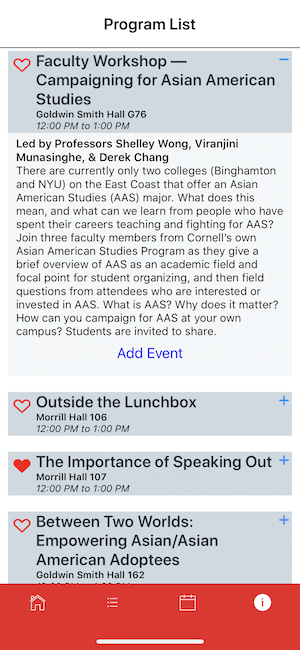 Program List
Faculty Workshop —
Campaigning for Asian American
Studies
Goldwin Smith Hall G76
12:00 PM to 1:00 PM
Led by Professors Shelley Wong, Viranjini
Munasinghe, & Derek Chang
There are currently only two colleges (Binghamton
and NYU) on the East Coast that offer an Asian
American Studies (AAS) major. What does this
mean, and what can we learn from people who have
spent their careers teaching and fighting for AAS?
Join three faculty members from Cornell's own
Asian American Studies Program as they give a
brief overview of AAS as an academic field and
focal point for student organizing, and then field
questions from attendees who are interested or
invested in AAS. What is AAS? Why does it matter?
How can you campaign for AAS at your own
campus? Students are invited to share.
Add Event
Outside the Lunchbox
Morrill Hall 106
12:00 PM to 1:00 PM
The Importance of Speaking Out
Morrill Hall 107
12:00 PM to 1:00 PM
Between Two Worlds:
Empowering Asian/Asian
American Adoptees
Goldwin Smith Hall 162